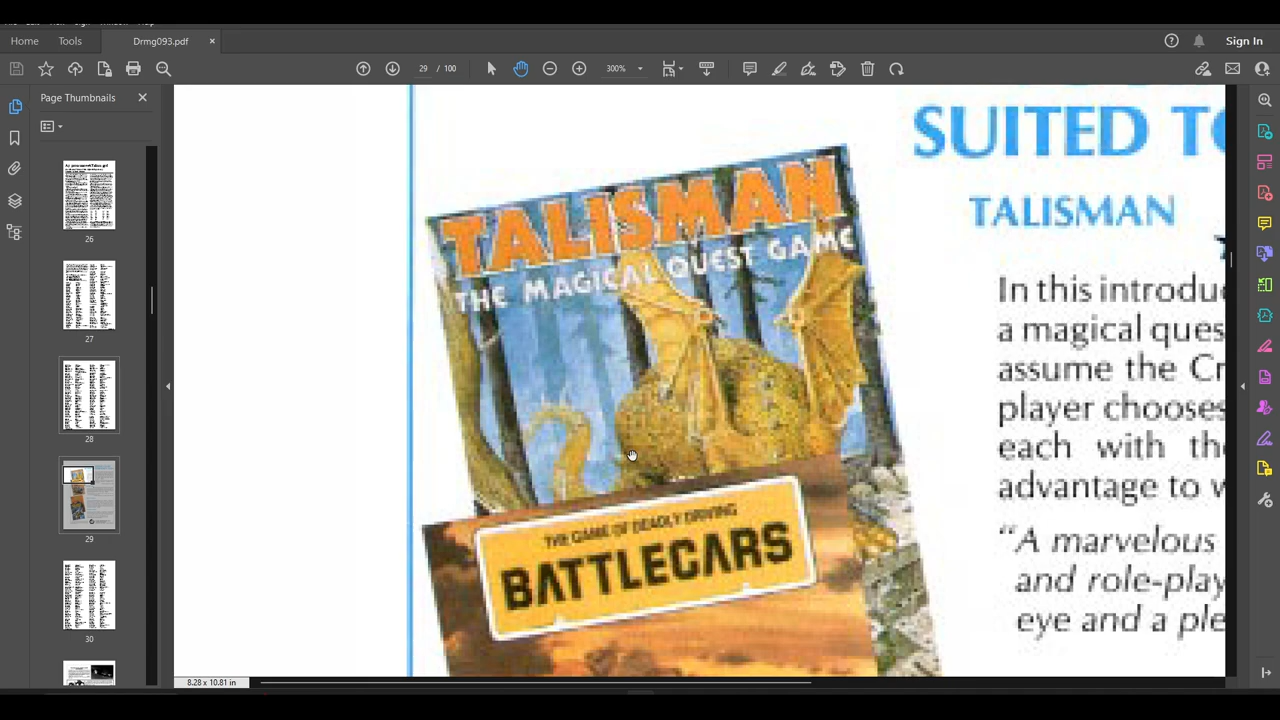 Home
Tools
Drmg093.pdf
Sign In
29 / 100
300%
Page Thumbnails
26
27
28
29
30
8.28 x 10.81 in
SUITED TO
TALISMAN
In this introdu
a magical ques
assume the Cr
player chooses
each with th
advantage to w
"A marvelous
and role-play
eye and a ple
TALISMAN
THE MAGICAL QUEST GAME
THE GAME OF DEADLY DRIVING
BATTLECARS